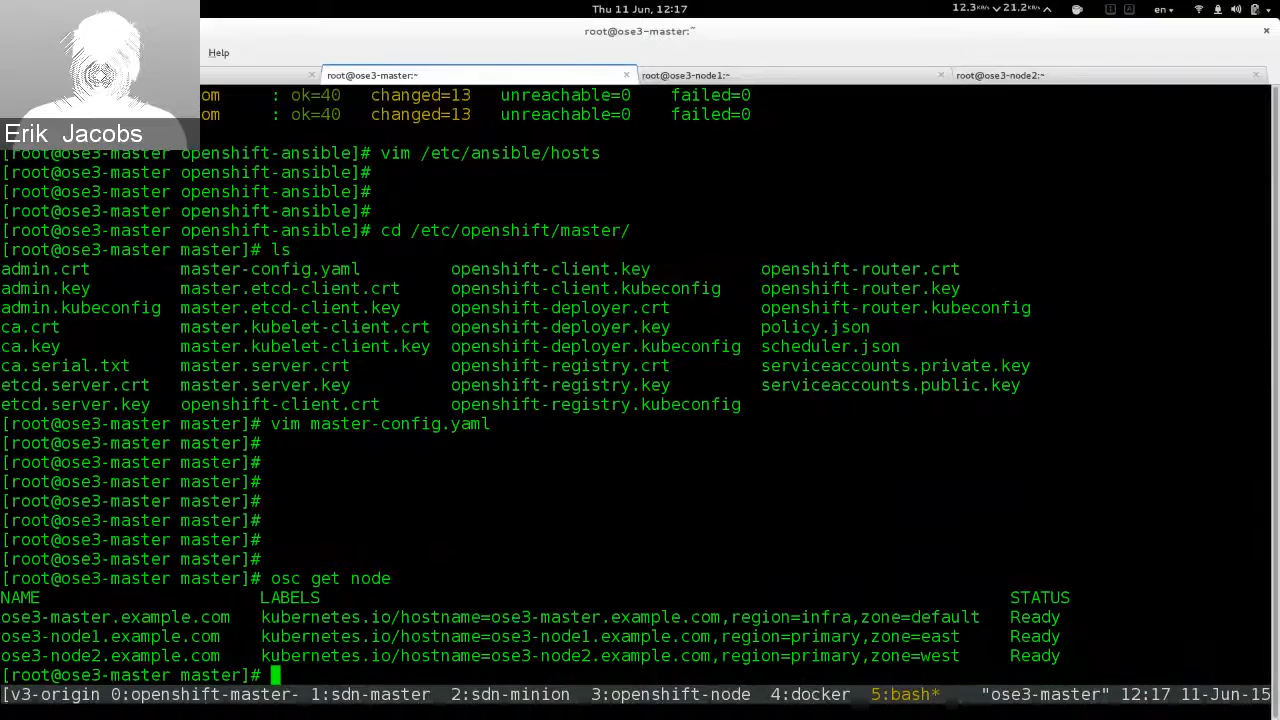 Thu 11 Jun, 12:17
12.3KB/s 21.2KB/s
en
root@ose3-master:~
Help
root@ose3-master:~
root@ose3-node1:~
root@ose3-node2:~
Erik Jacobs
om : ok=40 changed=13 unreachable=0 failed=0
om : ok=40 changed=13 unreachable=0 failed=0
[root@ose3-master openshift-ansible]# vim /etc/ansible/hosts
[root@ose3-master openshift-ansible]#
[root@ose3-master openshift-ansible]#
[root@ose3-master openshift-ansible]#
[root@ose3-master openshift-ansible]# cd /etc/openshift/master/
[root@ose3-master master]# ls
admin.crt master-config.yaml openshift-client.key openshift-router.crt
admin.key master.etcd-client.crt openshift-client.kubeconfig openshift-router.key
admin.kubeconfig master.etcd-client.key openshift-deployer.crt openshift-router.kubeconfig
ca.crt master.kubelet-client.crt openshift-deployer.key policy.json
ca.key master.kubelet-client.key openshift-deployer.kubeconfig scheduler.json
ca.serial.txt master.server.crt openshift-registry.crt serviceaccounts.private.key
etcd.server.crt master.server.key openshift-registry.key serviceaccounts.public.key
etcd.server.key openshift-client.crt openshift-registry.kubeconfig
[root@ose3-master master]# vim master-config.yaml
[root@ose3-master master]#
[root@ose3-master master]#
[root@ose3-master master]#
[root@ose3-master master]#
[root@ose3-master master]#
[root@ose3-master master]#
[root@ose3-master master]#
[root@ose3-master master]# osc get node
NAME LABELS STATUS
ose3-master.example.com kubernetes.io/hostname=ose3-master.example.com,region=infra,zone=default Ready
ose3-node1.example.com kubernetes.io/hostname=ose3-node1.example.com,region=primary,zone=east Ready
ose3-node2.example.com kubernetes.io/hostname=ose3-node2.example.com,region=primary,zone=west Ready
[root@ose3-master master]#
[v3-origin 0:openshift-master- 1:sdn-master 2:sdn-minion 3:openshift-node 4:docker 5:bash* "ose3-master" 12:17 11-Jun-15